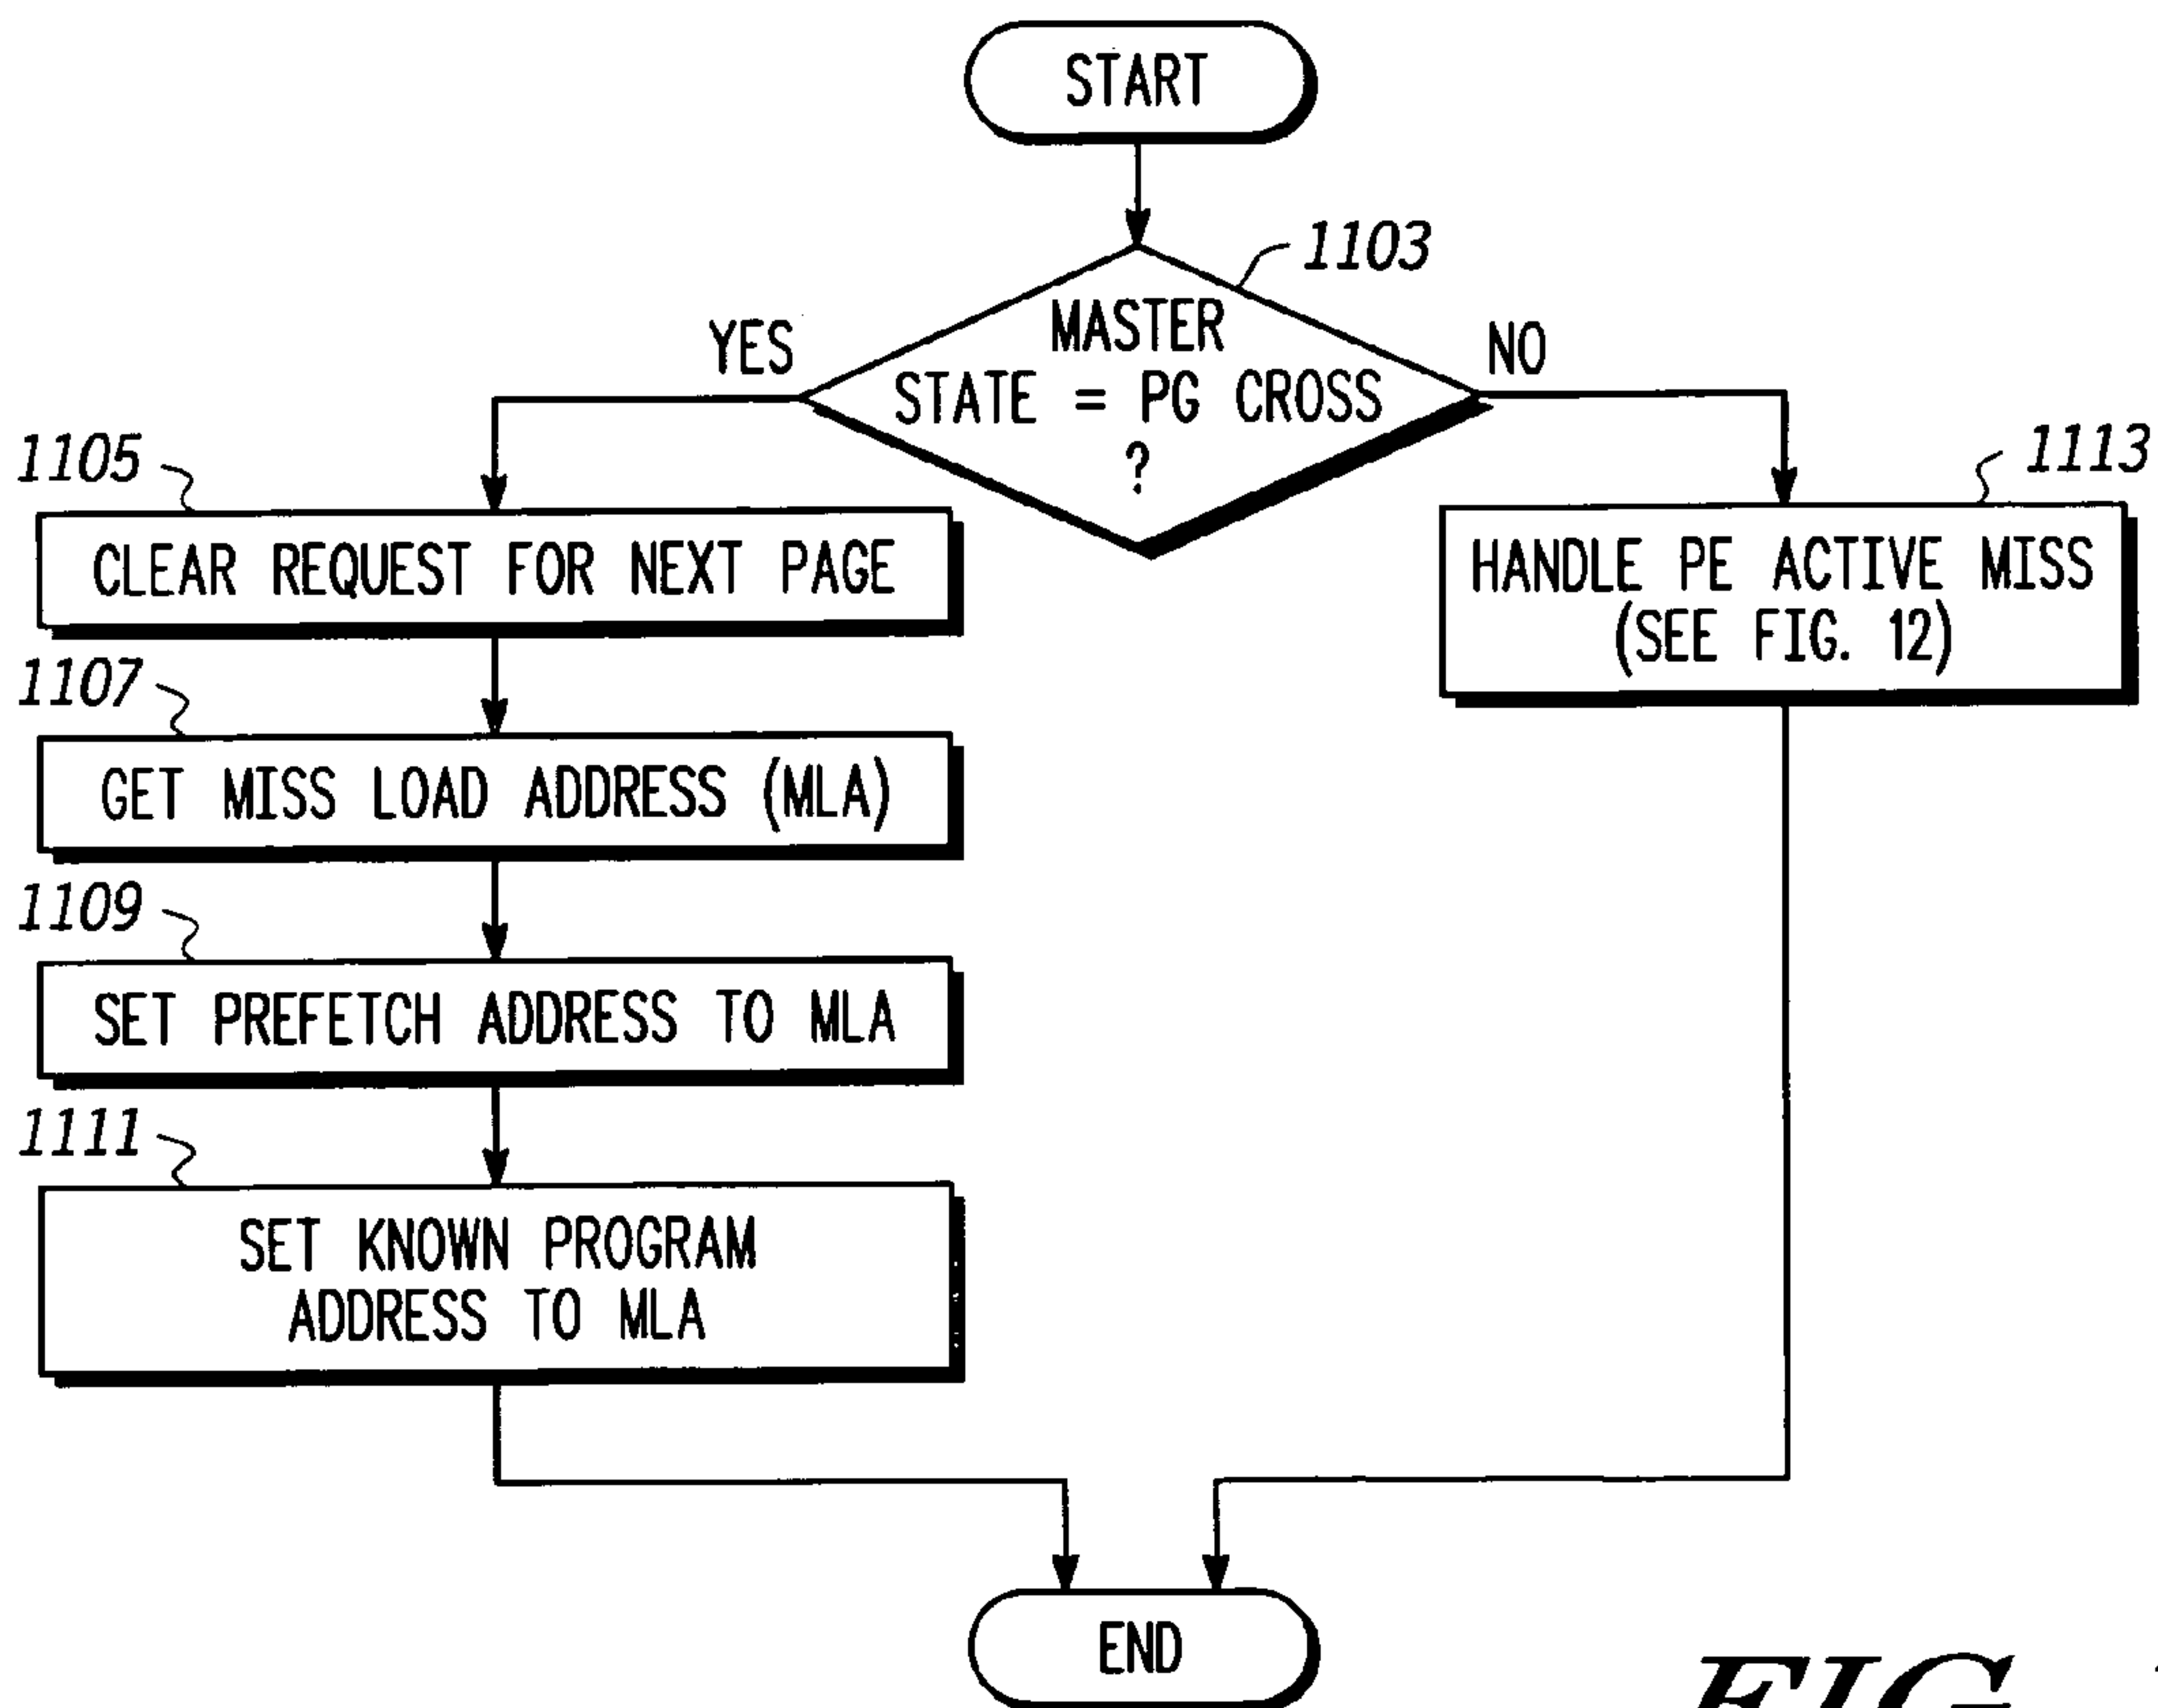 START
1103
MASTER
STATE = PG CROSS
?
YES
NO
1105
CLEAR REQUEST FOR NEXT PAGE
1113
HANDLE PE ACTIVE MISS
(SEE FIG. 12)
1107
GET MISS LOAD ADDRESS (MLA)
1109
SET PREFETCH ADDRESS TO MLA
1111
SET KNOWN PROGRAM
ADDRESS TO MLA
END
FIG